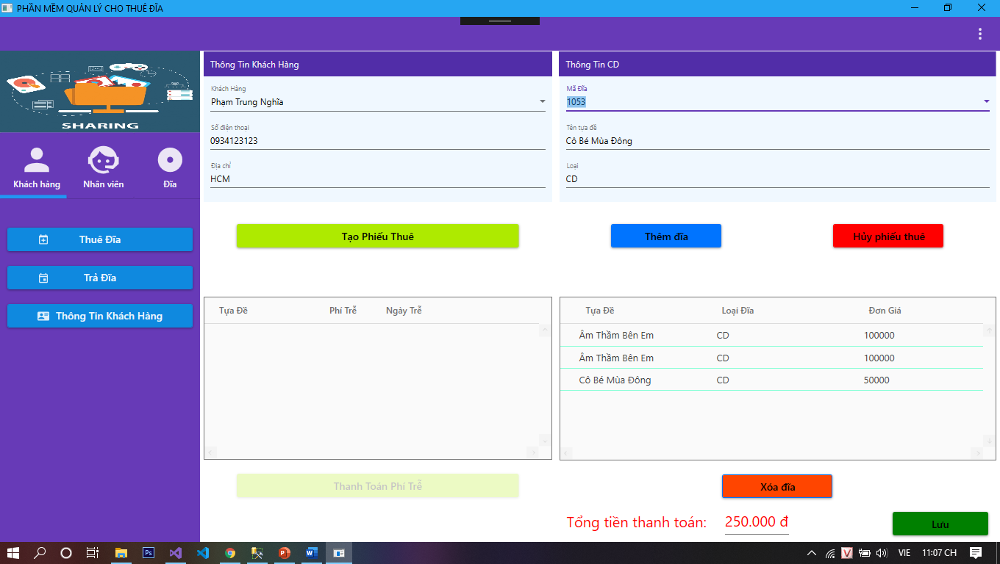 PHẦN MỀM QUẢN LÝ CHO THUÊ ĐĨA
SHARING
Khách hàng
Nhân viên
Đĩa
Thuê Đĩa
Trả Đĩa
Thông Tin Khách Hàng
Thông Tin Khách Hàng
Khách Hàng
Phạm Trung Nghĩa
Số điện thoại
0934123123
Địa chỉ
HCM
Thông Tin CD
Mã Đĩa
1053
Tên tựa đề
Cô Bé Mùa Đông
Loại
CD
Tạo Phiếu Thuê
Thêm đĩa
Hủy phiếu thuê
Tựa Đề Phí Trễ Ngày Trễ
Tựa Đề Loại Đĩa Đơn Giá
Âm Thầm Bên Em CD 100000
Âm Thầm Bên Em CD 100000
Cô Bé Mùa Đông CD 50000
Thanh Toán Phí Trễ
Xóa đĩa
Tổng tiền thanh toán: 250.000 đ
Lưu
Ps
V
VIE
11:07 CH